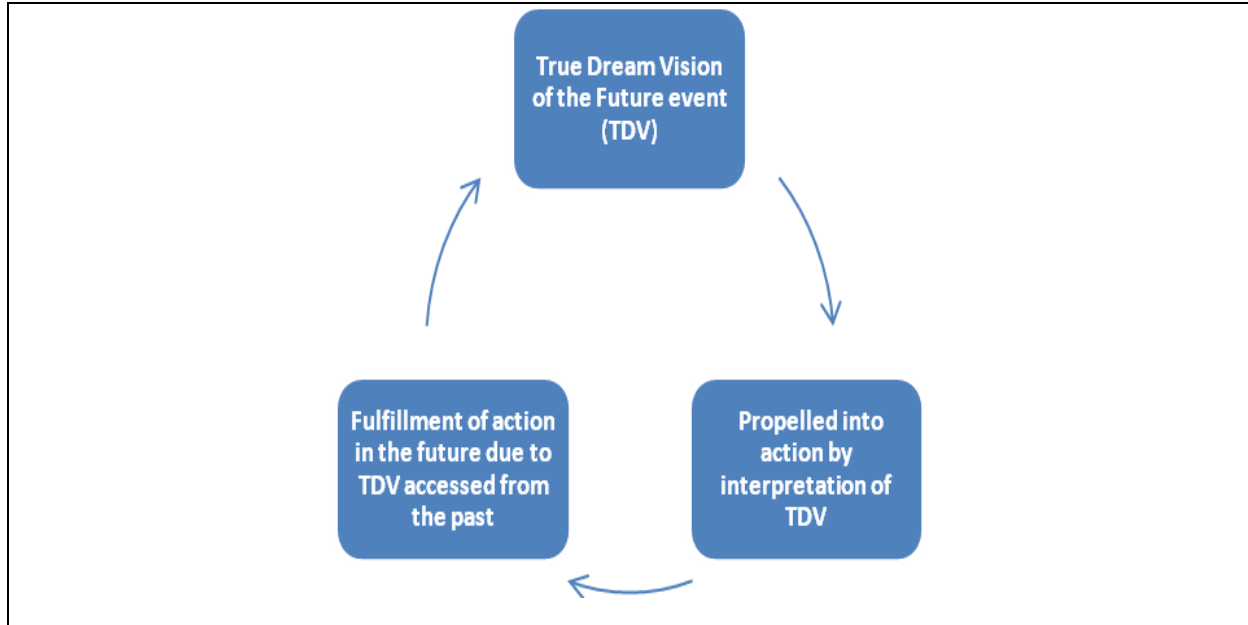 True Dream Vision
of the Future event
(TDV)
Propelled into
action by
interpretation of
TDV
Fulfillment of action
in the future due to
TDV accessed from
the past